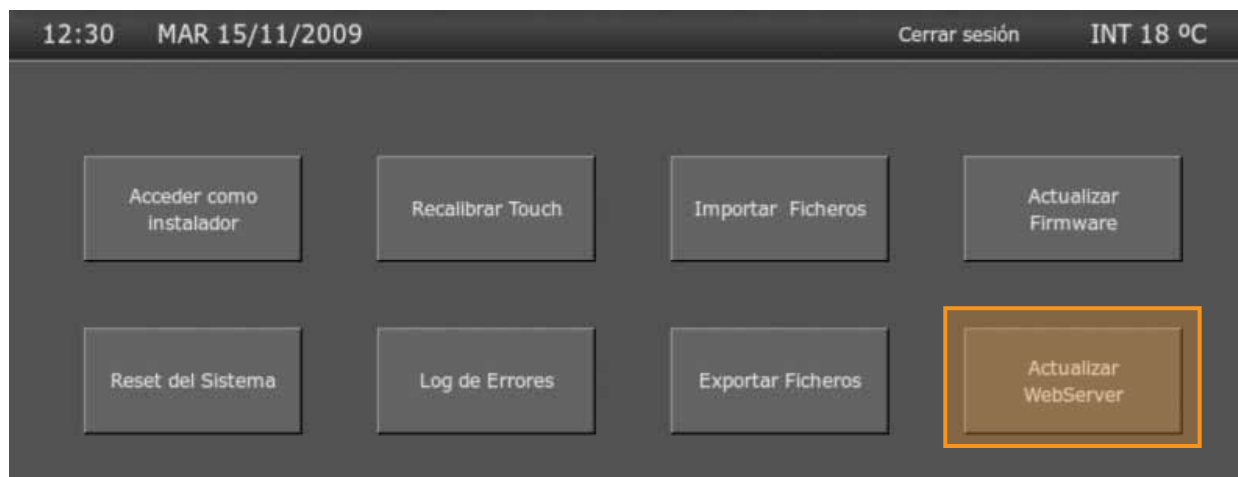 12:30 MAR 15/11/2009 Cerrar sesión INT 18 ºC
Acceder como
instalador
Recalibrar Touch
Importar Ficheros
Actualizar
Firmware
Reset del Sistema
Log de Errores
Exportar Ficheros
Actualizar
WebServer